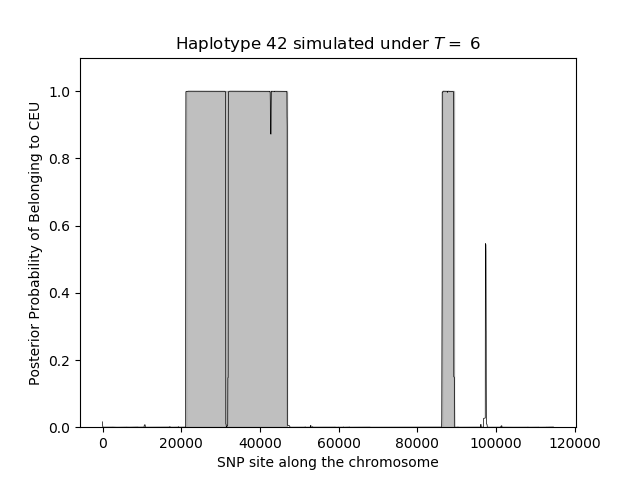 Haplotype 42 simulated under T = 6
1.0
0.8
0.6
0.4
0.2
0.0
Posterior Probability of Belonging to CEU
0 20000 40000 60000 80000 100000 120000
SNP site along the chromosome